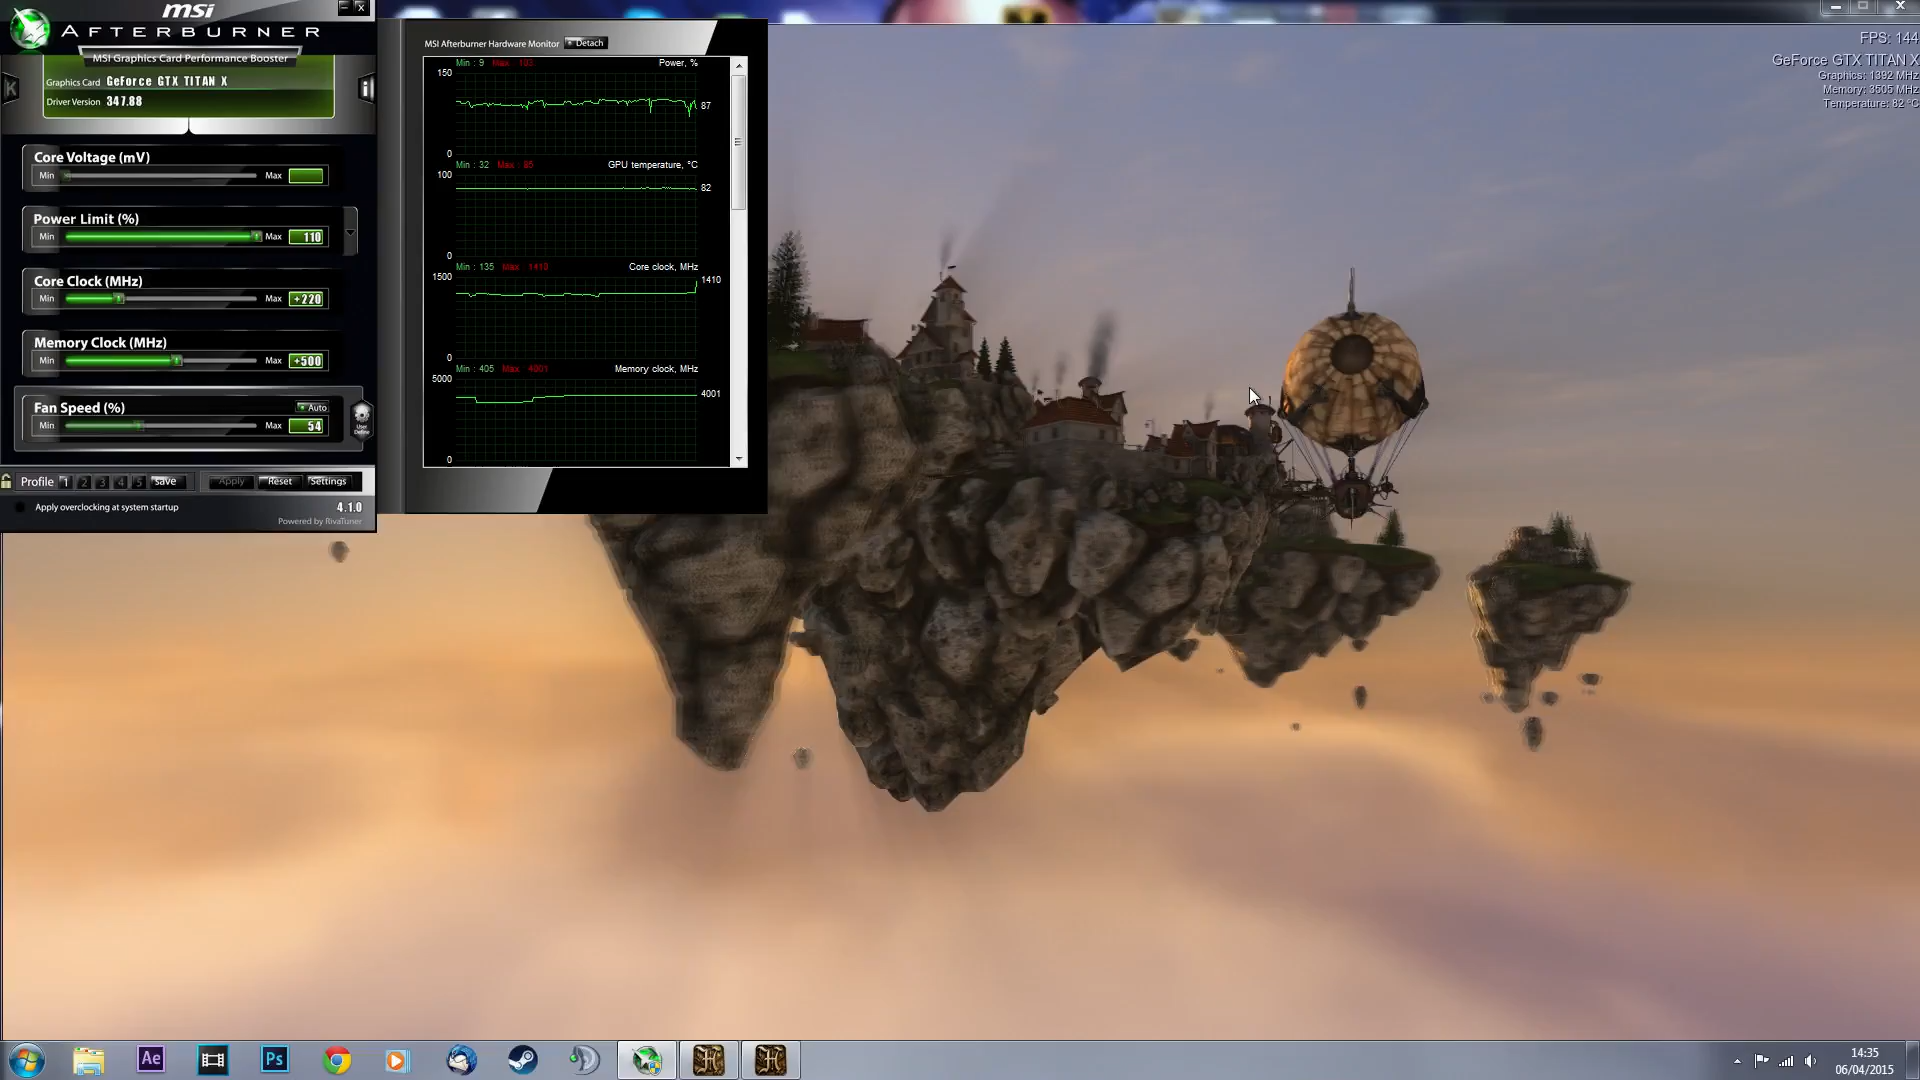 msi
AFTERBURNER
MSI Graphics Card Performance Booster
Graphics Card GeForce GTX TITAN X
Driver Version 347.88
K
i
Core Voltage (mV)
Min Max
Power Limit (%)
Min Max 110
Core Clock (MHz)
Min Max +220
Memory Clock (MHz)
Min Max +500
Fan Speed (%) Auto
Min Max 54
User Define
Profile 1 2 3 4 5 Save Apply Reset Settings
Apply overclocking at system startup 4.1.0
Powered by RivaTuner
MSI Afterburner Hardware Monitor Detach
Min : 9 Max : 103 Power, %
150
87
0
Min : 32 Max : 85 GPU temperature, °C
100
82
0
Min : 135 Max : 1410 Core clock, MHz
1500
1410
0
Min : 405 Max : 4001 Memory clock, MHz
5000
4001
0
FPS: 144
GeForce GTX TITAN X
Graphics: 1392 MHz
Memory: 3505 MHz
Temperature: 82 °C
Ae
Ps
H
H
14:35
06/04/2015